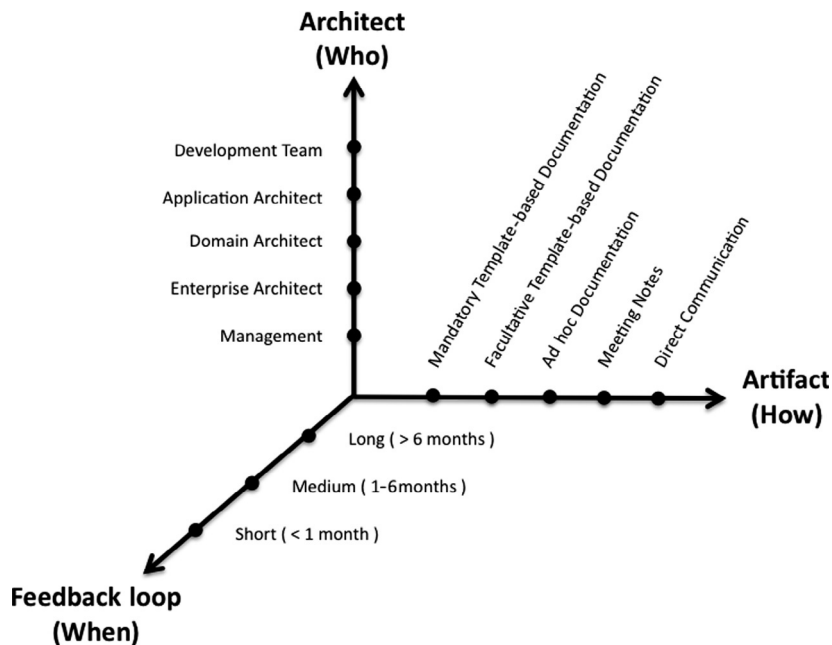 Architect
(Who)
Development Team
Application Architect
Domain Architect
Enterprise Architect
Management
Mandatory Template-based Documentation
Facultative Template-based Documentation
Ad hoc Documentation
Meeting Notes
Direct Communication
Artifact
(How)
Long ( > 6 months )
Medium ( 1-6months )
Short ( < 1 month )
Feedback loop
(When)